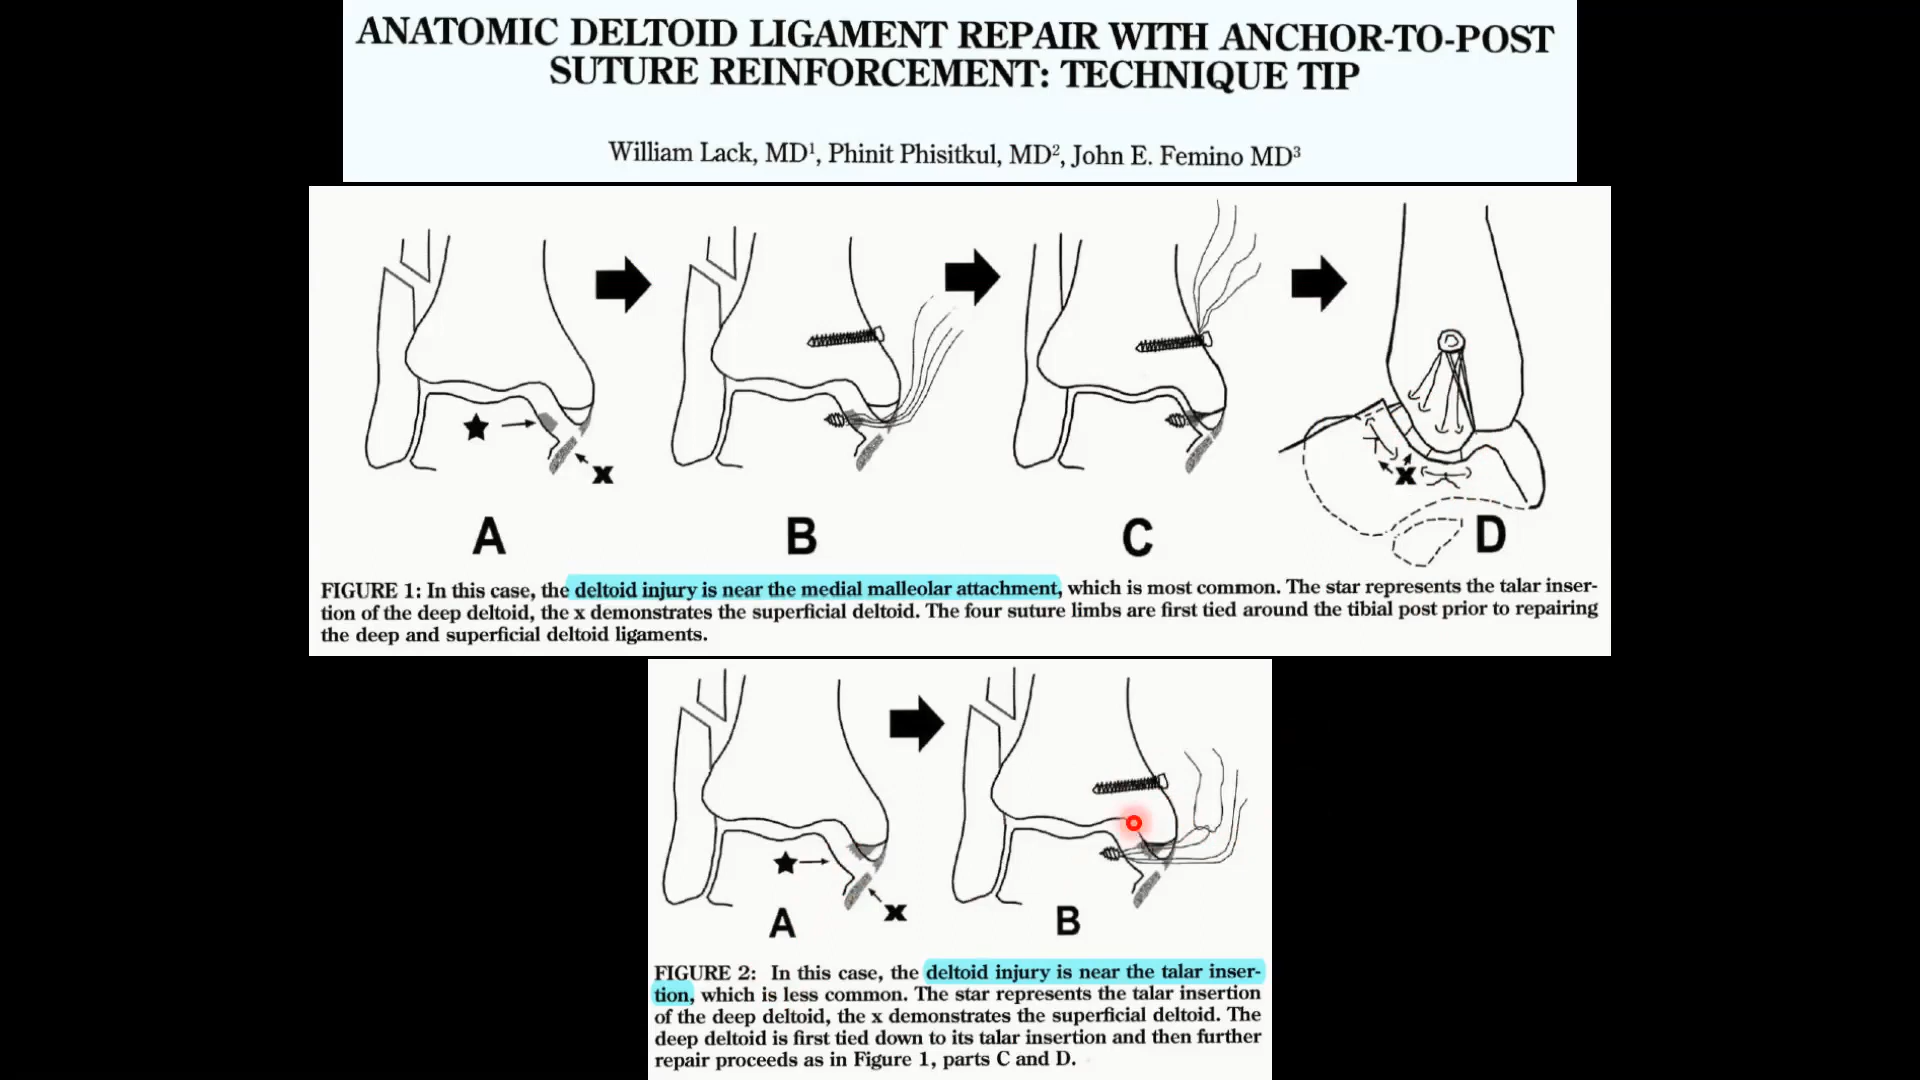 ANATOMIC DELTOID LIGAMENT REPAIR WITH ANCHOR-TO-POST
SUTURE REINFORCEMENT: TECHNIQUE TIP
William Lack, MD¹, Phinit Phisitkul, MD², John E. Femino MD³
X
X
A
B
C
D
FIGURE 1: In this case, the deltoid injury is near the medial malleolar attachment, which is most common. The star represents the talar inser-
tion of the deep deltoid, the x demonstrates the superficial deltoid. The four suture limbs are first tied around the tibial post prior to repairing
the deep and superficial deltoid ligaments.
X
A
B
FIGURE 2: In this case, the deltoid injury is near the talar inser-
tion, which is less common. The star represents the talar insertion
of the deep deltoid, the x demonstrates the superficial deltoid. The
deep deltoid is first tied down to its talar insertion and then further
repair proceeds as in Figure 1, parts C and D.